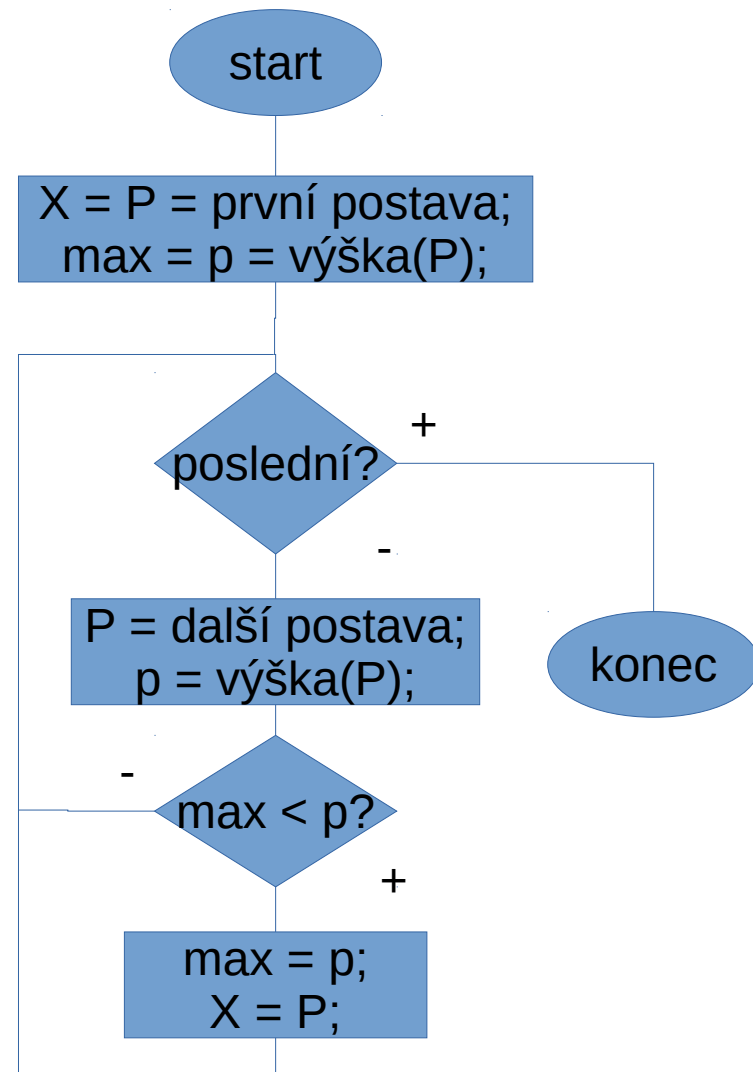 start
X = P = první postava;
max = p = výška(P);
+
poslední?
-
P = další postava;
p = výška(P);
konec
-
max < p?
+
max = p;
X = P;